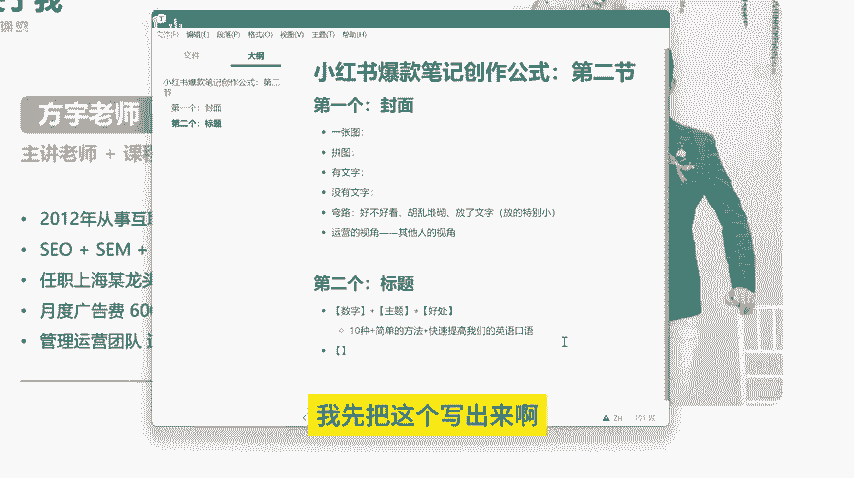 关于我
方宇老师
主讲老师 + 课程
2012年从事互联
SEO + SEM +
任职上海某龙头
月度广告费 600
管理运营团队
文件(F) 编辑(E) 段落(P) 格式(O) 视图(V) 主题(T) 帮助(H)
文件 大纲
小红书爆款笔记创作公式：第二节
第一个：封面
第二个：标题
小红书爆款笔记创作公式：第二节
第一个：封面
一张图：
拼图：
有文字：
没有文字：
弯路：好不好看、胡乱堆砌、放了文字（放的特别小）
运营的视角——其他人的视角
第二个：标题
【数字】+【主题】+【好处】
10种+简单的方法+快速提高我们的英语口语
【】
ZH
我先把这个写出来啊